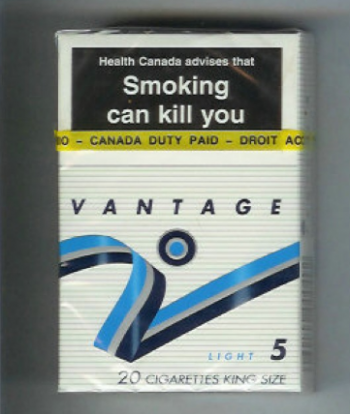 Health Canada advises that
Smoking
can kill you
- CANADA DUTY PAID - DROIT
VANTAGE
LIGHT 5
20 CIGARETTES KING SIZE